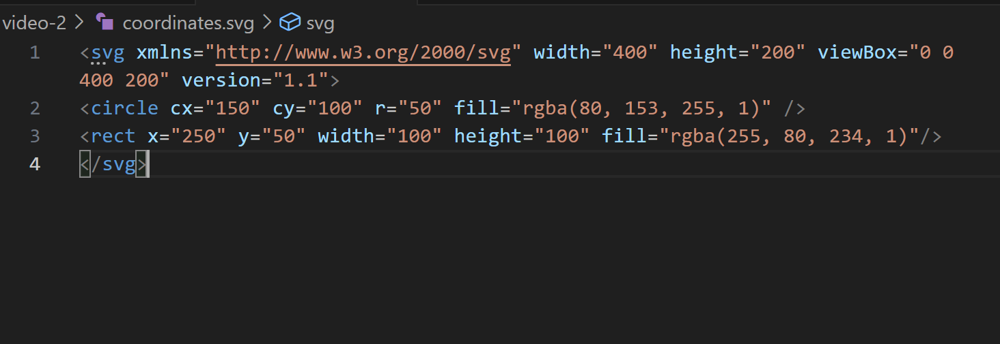 video-2 > coordinates.svg > svg
1 <svg xmlns="http://www.w3.org/2000/svg" width="400" height="200" viewBox="0 0
400 200" version="1.1">
2 <circle cx="150" cy="100" r="50" fill="rgba(80, 153, 255, 1)" />
3 <rect x="250" y="50" width="100" height="100" fill="rgba(255, 80, 234, 1)"/>
4 </svg>